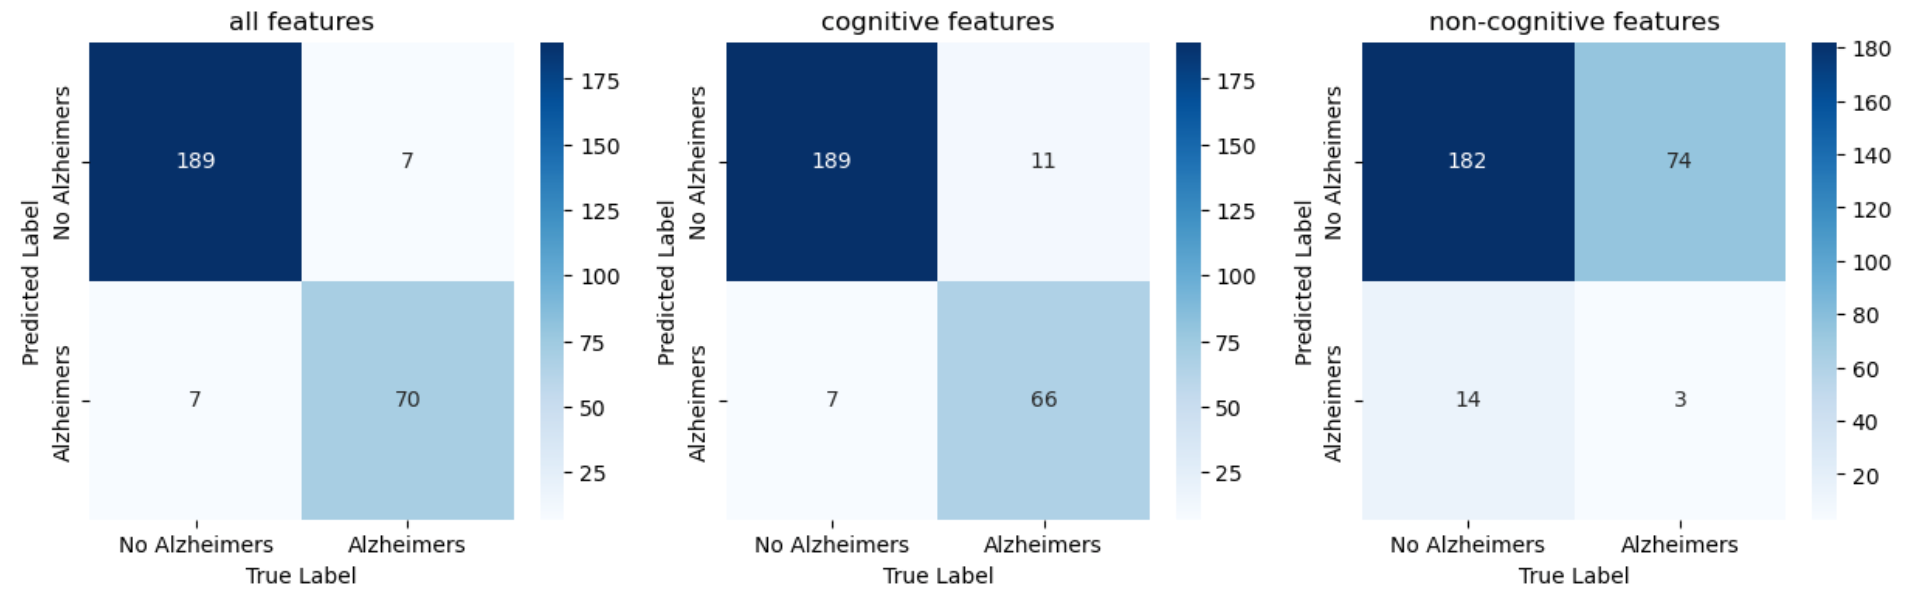 all features
Predicted Label
No Alzheimers
Alzheimers
189
7
7
70
No Alzheimers
Alzheimers
True Label
175
150
125
100
75
50
25
cognitive features
Predicted Label
No Alzheimers
Alzheimers
189
11
7
66
No Alzheimers
Alzheimers
True Label
175
150
125
100
75
50
25
non-cognitive features
Predicted Label
No Alzheimers
Alzheimers
182
74
14
3
No Alzheimers
Alzheimers
True Label
180
160
140
120
100
80
60
40
20